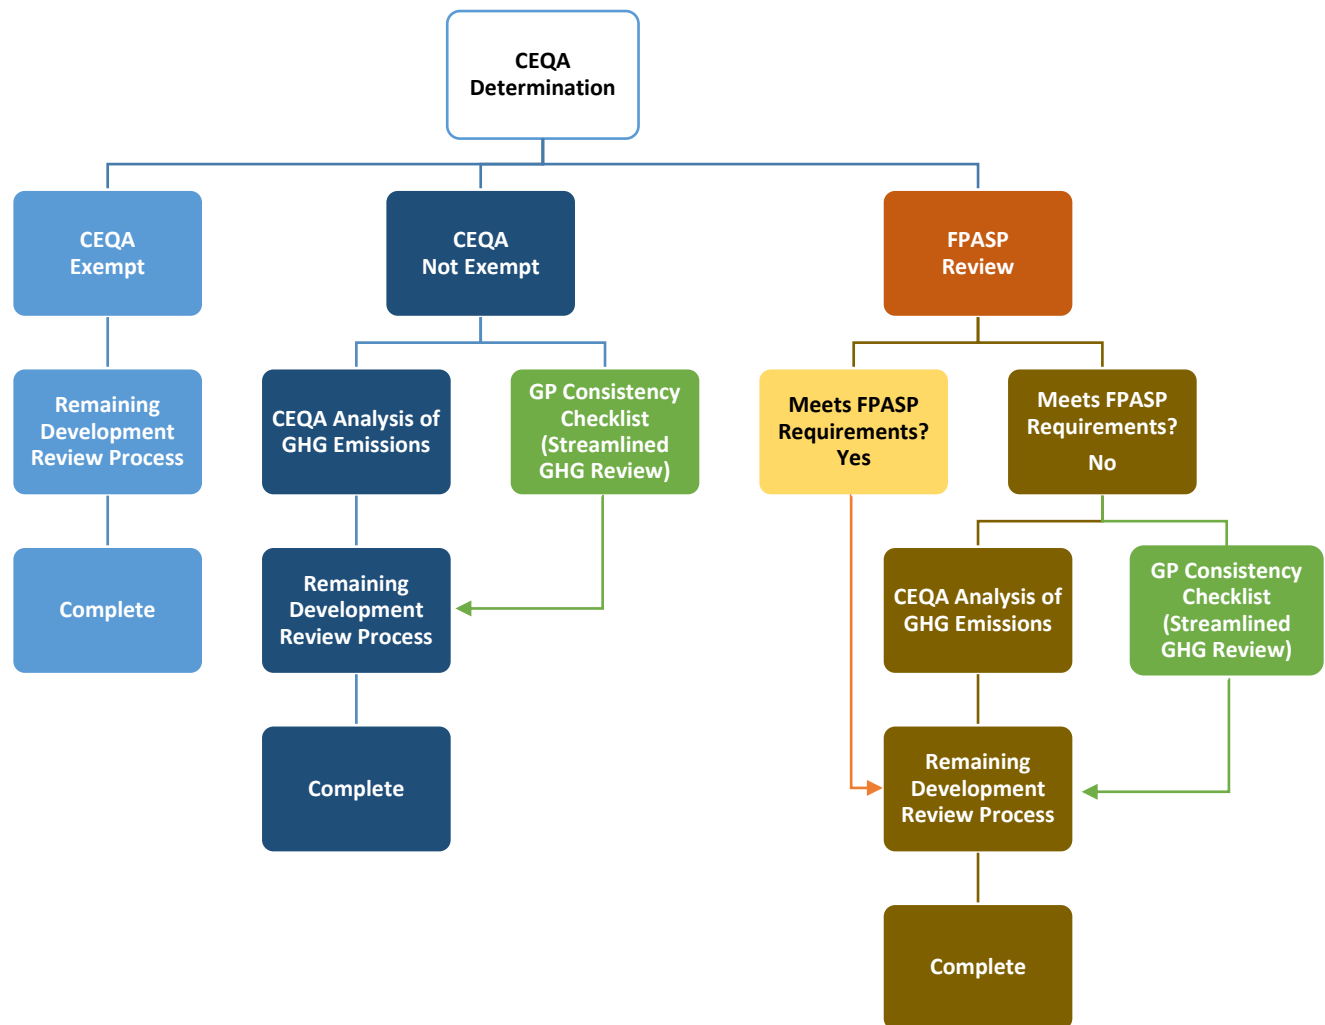 CEQA
Determination
CEQA
Exempt
CEQA
Not Exempt
FPASP
Review
Remaining
Development
Review Process
CEQA Analysis of
GHG Emissions
GP Consistency
Checklist
(Streamlined
GHG Review)
Meets FPASP
Requirements?
Yes
Meets FPASP
Requirements?
No
Complete
Remaining
Development
Review Process
CEQA Analysis of
GHG Emissions
GP Consistency
Checklist
(Streamlined
GHG Review)
Complete
Remaining
Development
Review Process
Complete